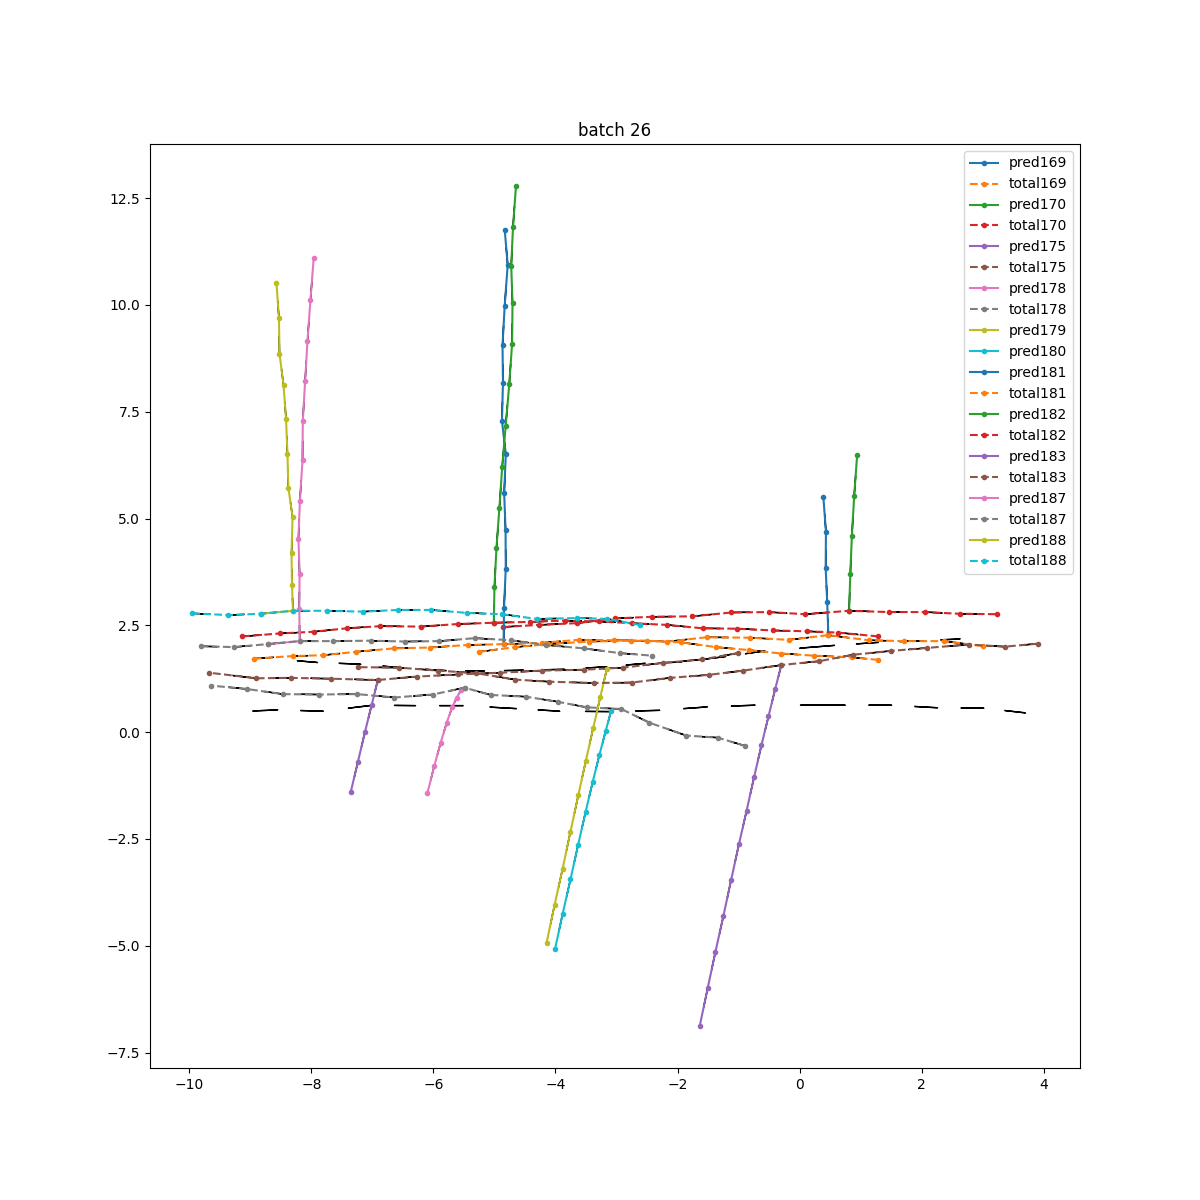 batch 26
pred169
total169
pred170
total170
pred175
total175
pred178
total178
pred179
pred180
pred181
total181
pred182
total182
pred183
total183
pred187
total187
pred188
total188
12.5
10.0
7.5
5.0
2.5
0.0
−2.5
−5.0
−7.5
−10 −8 −6 −4 −2 0 2 4